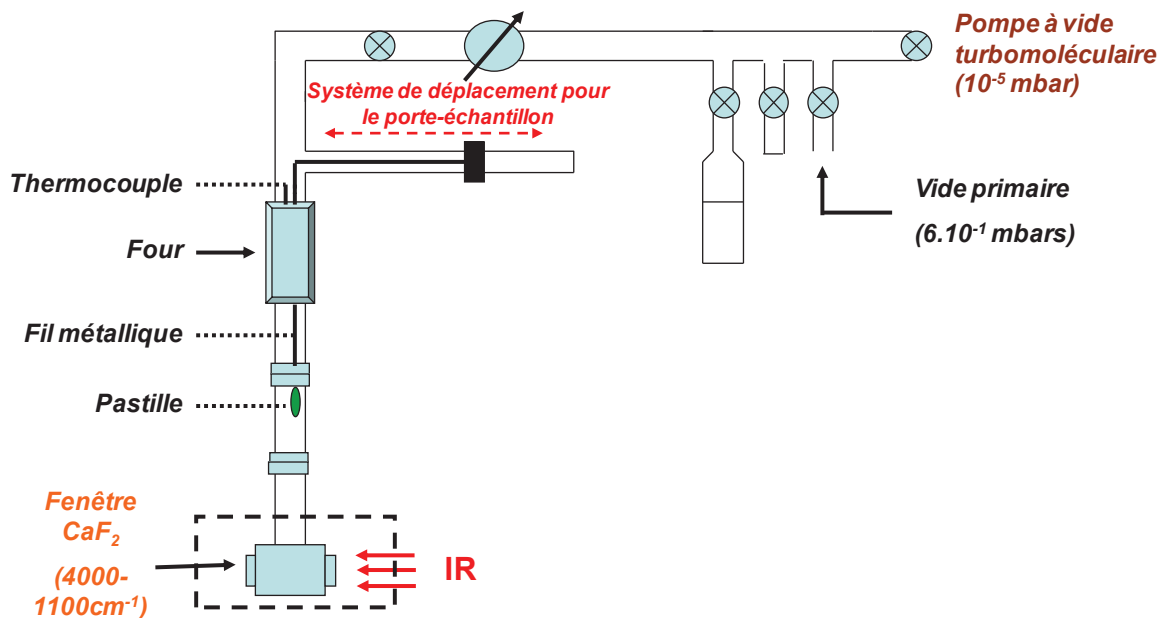 Pompe à vide
turbomoléculaire
(10⁻⁵ mbar)
Système de déplacement pour
le porte-échantillon
Thermocouple
Vide primaire
(6.10⁻¹ mbars)
Four
Fil métallique
Pastille
Fenêtre
CaF₂
(4000-
1100cm⁻¹)
IR